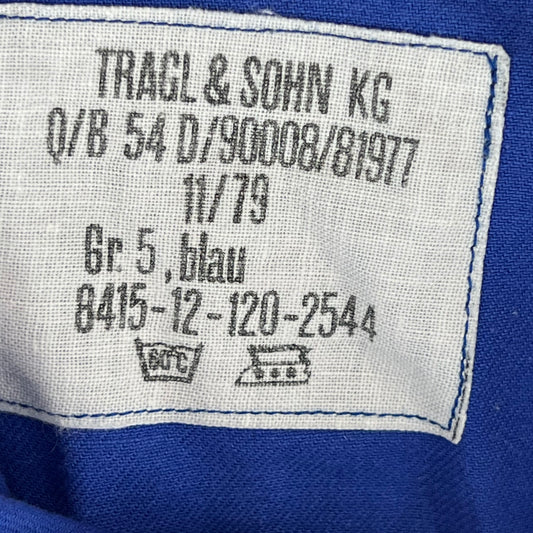 TRAGL & SOHN KG
Q/B 54 D/90008/81977
11/79
Gr. 5, blau
8415-12-120-2544
60°C